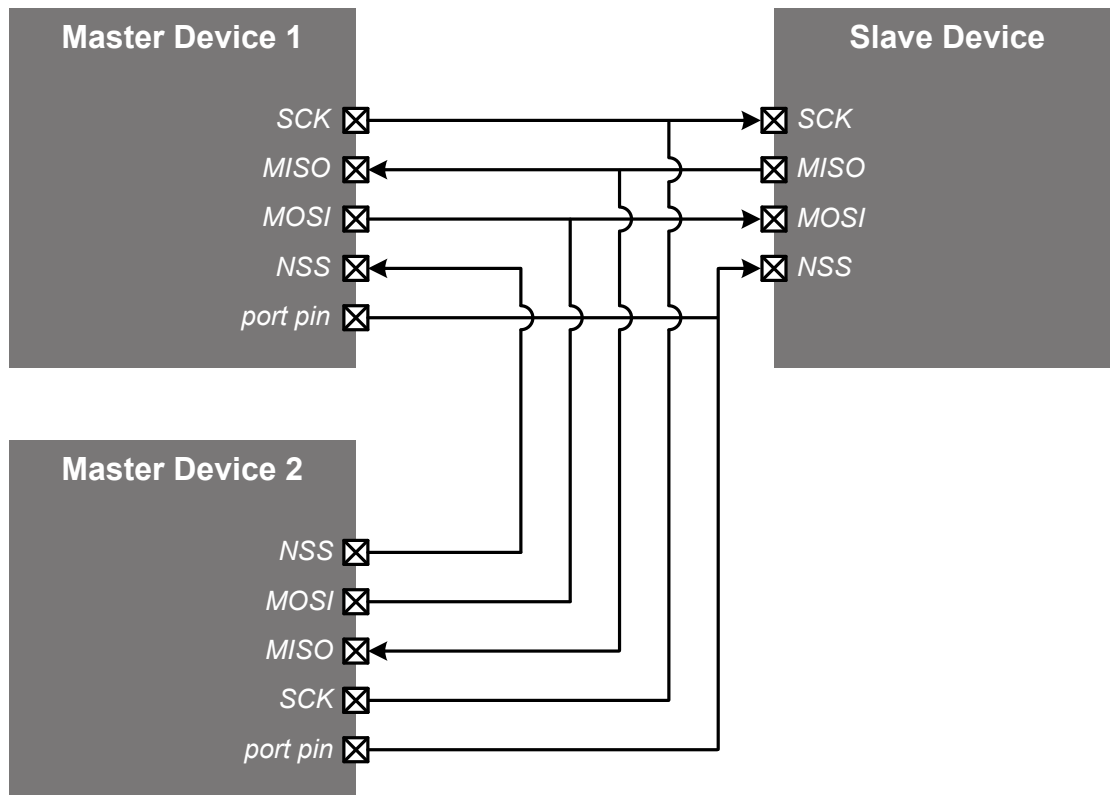 Master Device 1
SCK
MISO
MOSI
NSS
port pin
Slave Device
SCK
MISO
MOSI
NSS
Master Device 2
NSS
MOSI
MISO
SCK
port pin